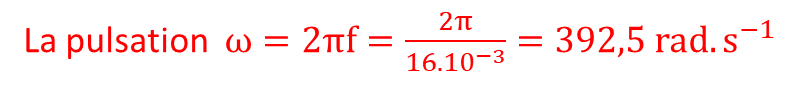 La pulsation ω = 2πf = 2π/16.10⁻³ = 392,5 rad.s⁻¹